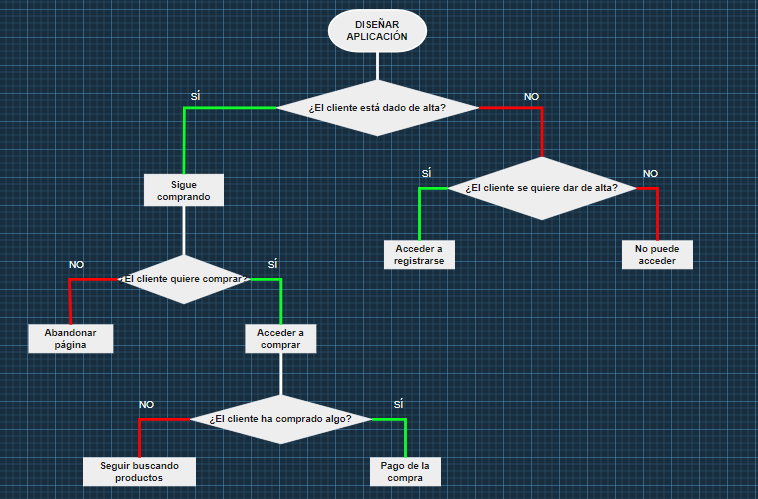 DISEÑAR
APLICACIÓN
¿El cliente está dado de alta?
SÍ
NO
Sigue
comprando
¿El cliente se quiere dar de alta?
SÍ
NO
Acceder a
registrarse
No puede
acceder
¿El cliente quiere comprar?
NO
SÍ
Abandonar
página
Acceder a
comprar
¿El cliente ha comprado algo?
NO
SÍ
Seguir buscando
productos
Pago de la
compra